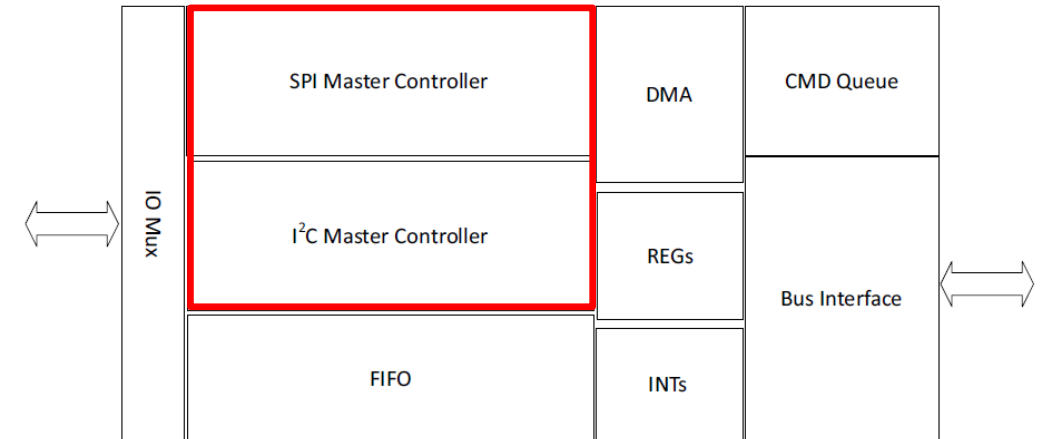 SPI Master Controller
DMA
CMD Queue
IO Mux
I²C Master Controller
REGs
Bus Interface
FIFO
INTs